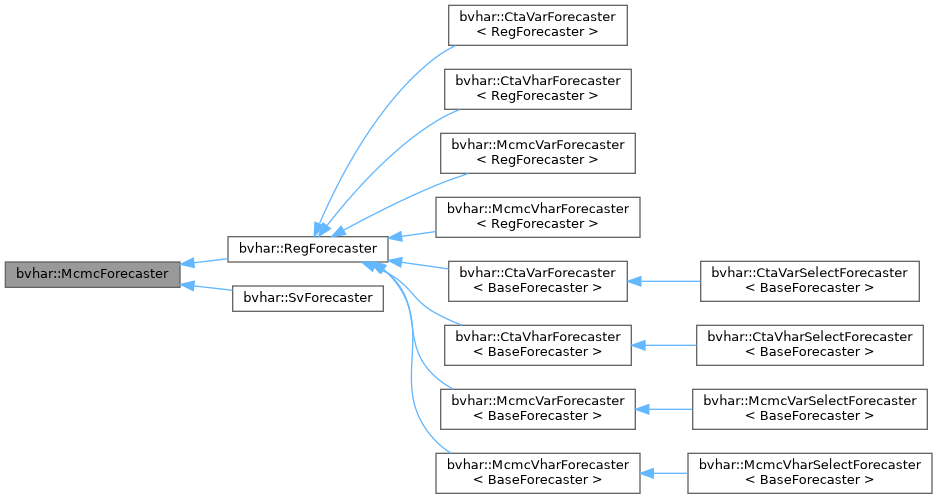 bvhar::CtaVarForecaster
< RegForecaster >
bvhar::CtaVharForecaster
< RegForecaster >
bvhar::McmcVarForecaster
< RegForecaster >
bvhar::McmcVharForecaster
< RegForecaster >
bvhar::RegForecaster
bvhar::McmcForecaster
bvhar::SvForecaster
bvhar::CtaVarForecaster
< BaseForecaster >
bvhar::CtaVarSelectForecaster
< BaseForecaster >
bvhar::CtaVharForecaster
< BaseForecaster >
bvhar::CtaVharSelectForecaster
< BaseForecaster >
bvhar::McmcVarForecaster
< BaseForecaster >
bvhar::McmcVarSelectForecaster
< BaseForecaster >
bvhar::McmcVharForecaster
< BaseForecaster >
bvhar::McmcVharSelectForecaster
< BaseForecaster >